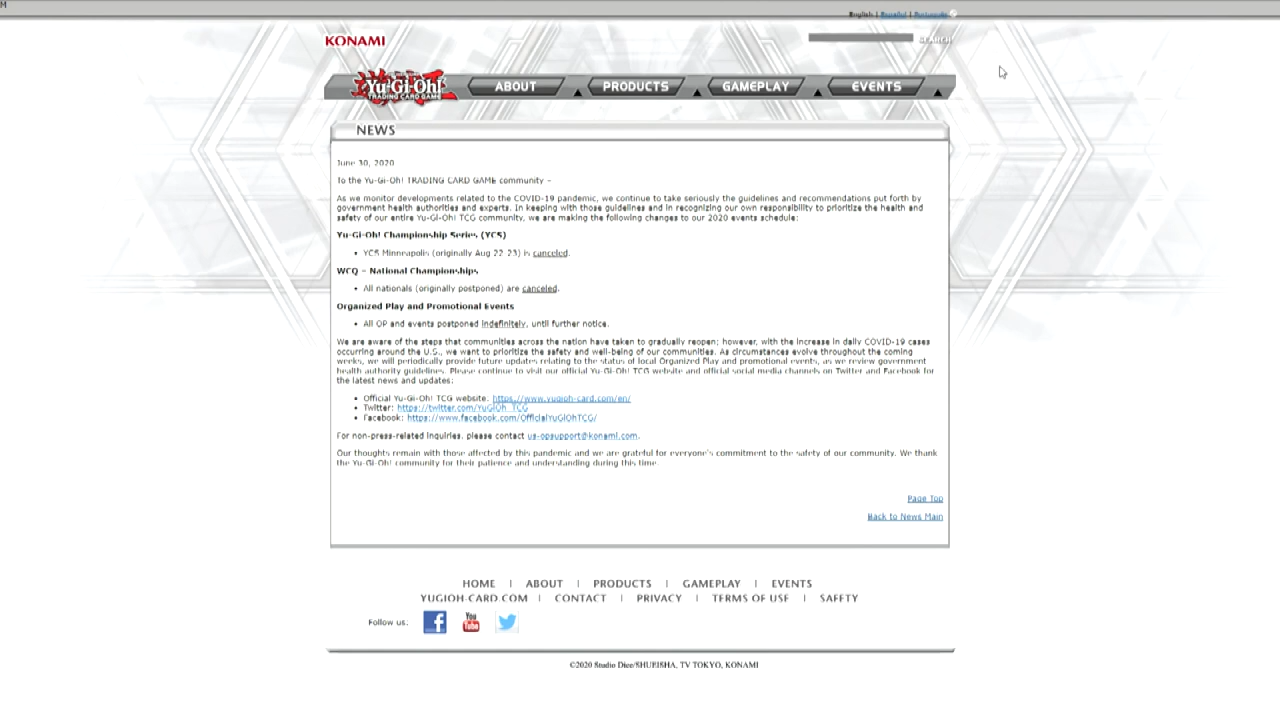 M
English | Español | Português
KONAMI
SEARCH
Yu-Gi-Oh!
TRADING CARD GAME
ABOUT PRODUCTS GAMEPLAY EVENTS
NEWS
June 30, 2020
To the Yu-Gi-Oh! TRADING CARD GAME community –
As we monitor developments related to the COVID-19 pandemic, we continue to take seriously the guidelines and recommendations put forth by
government health authorities and experts. In keeping with those guidelines and in recognizing our own responsibility to prioritize the health and
safety of our entire Yu-Gi-Oh! TCG community, we are making the following changes to our 2020 events schedule:
Yu-Gi-Oh! Championship Series (YCS)
• YCS Minneapolis (originally Aug 22-23) is canceled.
WCQ – National Championships
• All nationals (originally postponed) are canceled.
Organized Play and Promotional Events
• All OP and events postponed indefinitely, until further notice.
We are aware of the steps that communities across the nation have taken to gradually reopen; however, with the increase in daily COVID-19 cases
occurring around the U.S., we want to prioritize the safety and well-being of our communities. As circumstances evolve throughout the coming
weeks, we will periodically provide future updates relating to the status of local Organized Play and promotional events, as we review government
health authority guidelines. Please continue to visit our official Yu-Gi-Oh! TCG website and official social media channels on Twitter and Facebook for
the latest news and updates:
• Official Yu-Gi-Oh! TCG website: https://www.yugioh-card.com/en/
• Twitter: https://twitter.com/YuGiOh_TCG
• Facebook: https://www.facebook.com/OfficialYuGiOhTCG/
For non-press-related inquiries, please contact us-opsupport@konami.com.
Our thoughts remain with those affected by this pandemic and we are grateful for everyone's commitment to the safety of our community. We thank
the Yu-Gi-Oh! community for their patience and understanding during this time.
Page Top
Back to News Main
HOME | ABOUT | PRODUCTS | GAMEPLAY | EVENTS
YUGIOH-CARD.COM | CONTACT | PRIVACY | TERMS OF USE | SAFETY
Follow us: f You Tube
©2020 Studio Dice/SHUEISHA, TV TOKYO, KONAMI